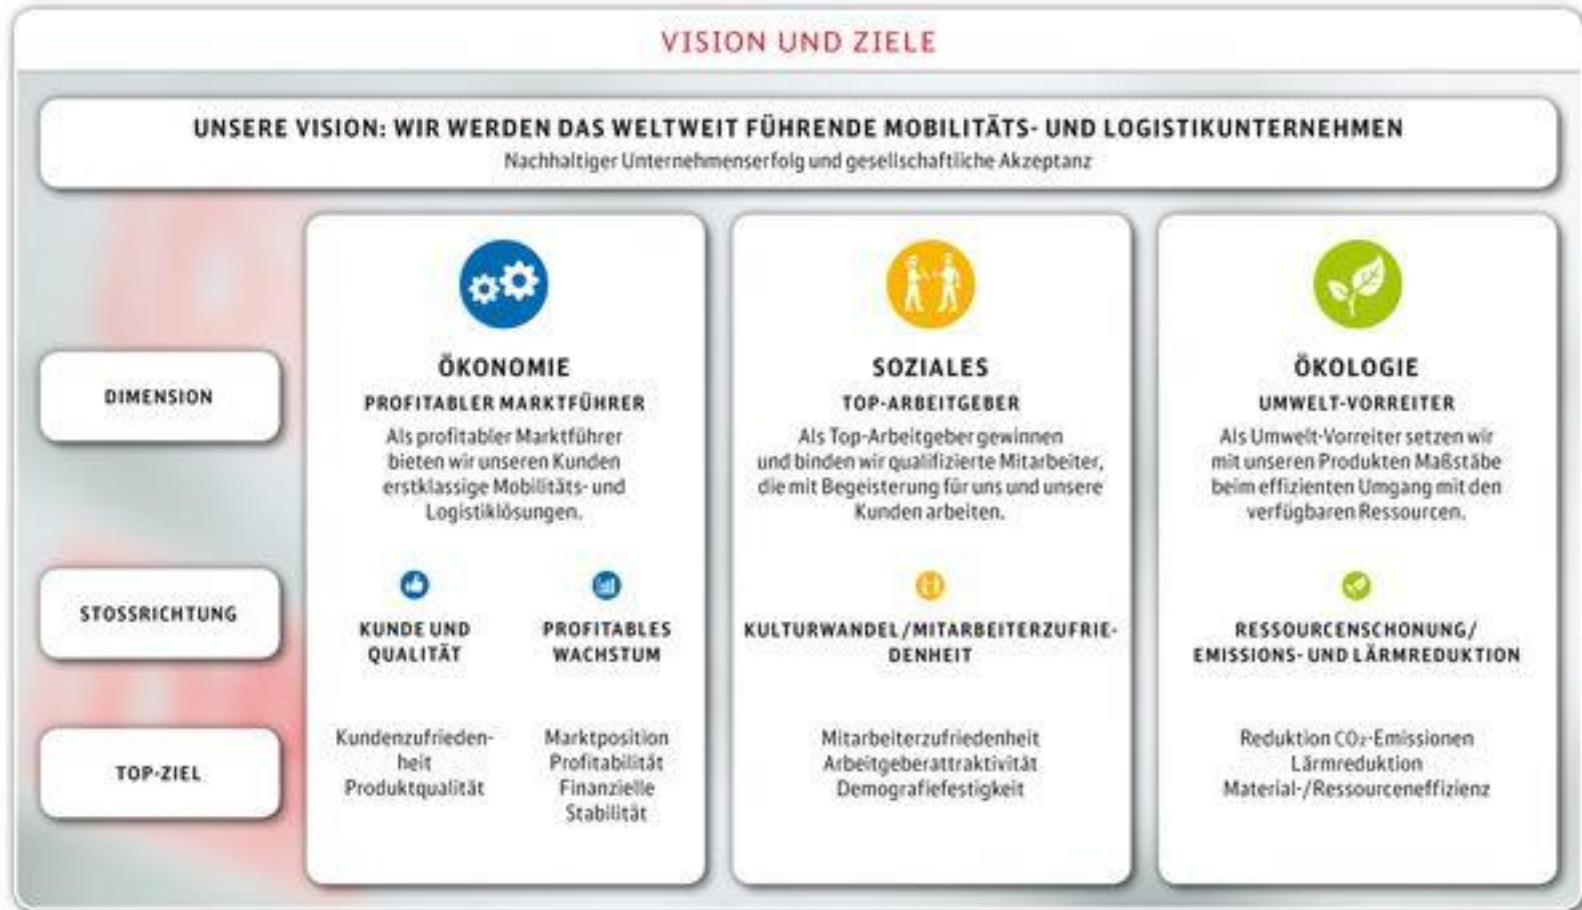 VISION UND ZIELE
UNSERE VISION: WIR WERDEN DAS WELTWEIT FÜHRENDE MOBILITÄTS- UND LOGISTIKUNTERNEHMEN
Nachhaltiger Unternehmenserfolg und gesellschaftliche Akzeptanz
DIMENSION
ÖKONOMIE
PROFITABLER MARKTFÜHRER
Als profitabler Marktführer
bieten wir unseren Kunden
erstklassige Mobilitäts- und
Logistiklösungen.
SOZIALES
TOP-ARBEITGEBER
Als Top-Arbeitgeber gewinnen
und binden wir qualifizierte Mitarbeiter,
die mit Begeisterung für uns und unsere
Kunden arbeiten.
ÖKOLOGIE
UMWELT-VORREITER
Als Umwelt-Vorreiter setzen wir
mit unseren Produkten Maßstäbe
beim effizienten Umgang mit den
verfügbaren Ressourcen.
STOSSRICHTUNG
KUNDE UND
QUALITÄT
PROFITABLES
WACHSTUM
KULTURWANDEL/MITARBEITERZUFRIE-
DENHEIT
RESSOURCENSCHONUNG/
EMISSIONS- UND LÄRMREDUKTION
TOP-ZIEL
Kundenzufrieden-
heit
Produktqualität
Marktposition
Profitabilität
Finanzielle
Stabilität
Mitarbeiterzufriedenheit
Arbeitgeberattraktivität
Demografiefestigkeit
Reduktion CO₂-Emissionen
Lärmreduktion
Material-/Ressourceneffizienz